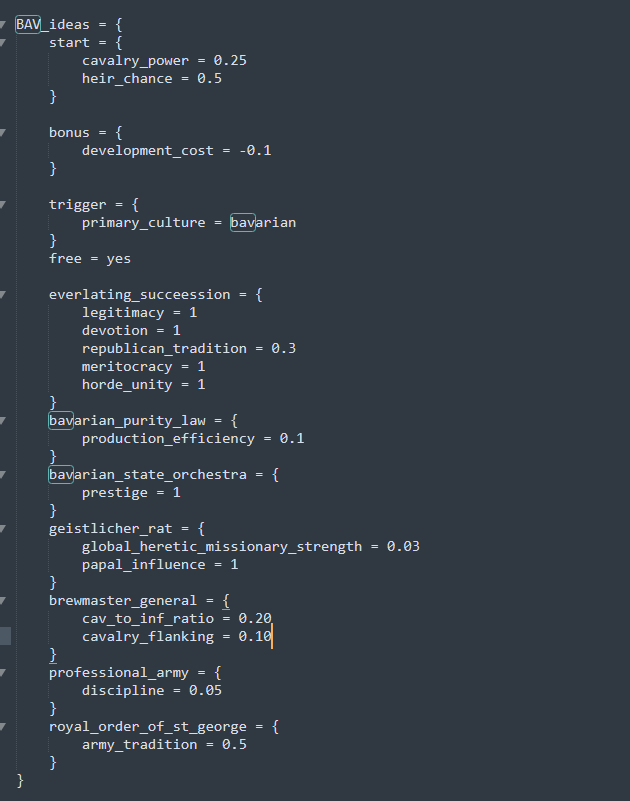 BAV_ideas = {
start = {
cavalry_power = 0.25
heir_chance = 0.5
}
bonus = {
development_cost = -0.1
}
trigger = {
primary_culture = bavarian
}
free = yes
everlating_succeession = {
legitimacy = 1
devotion = 1
republican_tradition = 0.3
meritocracy = 1
horde_unity = 1
}
bavarian_purity_law = {
production_efficiency = 0.1
}
bavarian_state_orchestra = {
prestige = 1
}
geistlicher_rat = {
global_heretic_missionary_strength = 0.03
papal_influence = 1
}
brewmaster_general = {
cav_to_inf_ratio = 0.20
cavalry_flanking = 0.10
}
professional_army = {
discipline = 0.05
}
royal_order_of_st_george = {
army_tradition = 0.5
}
}